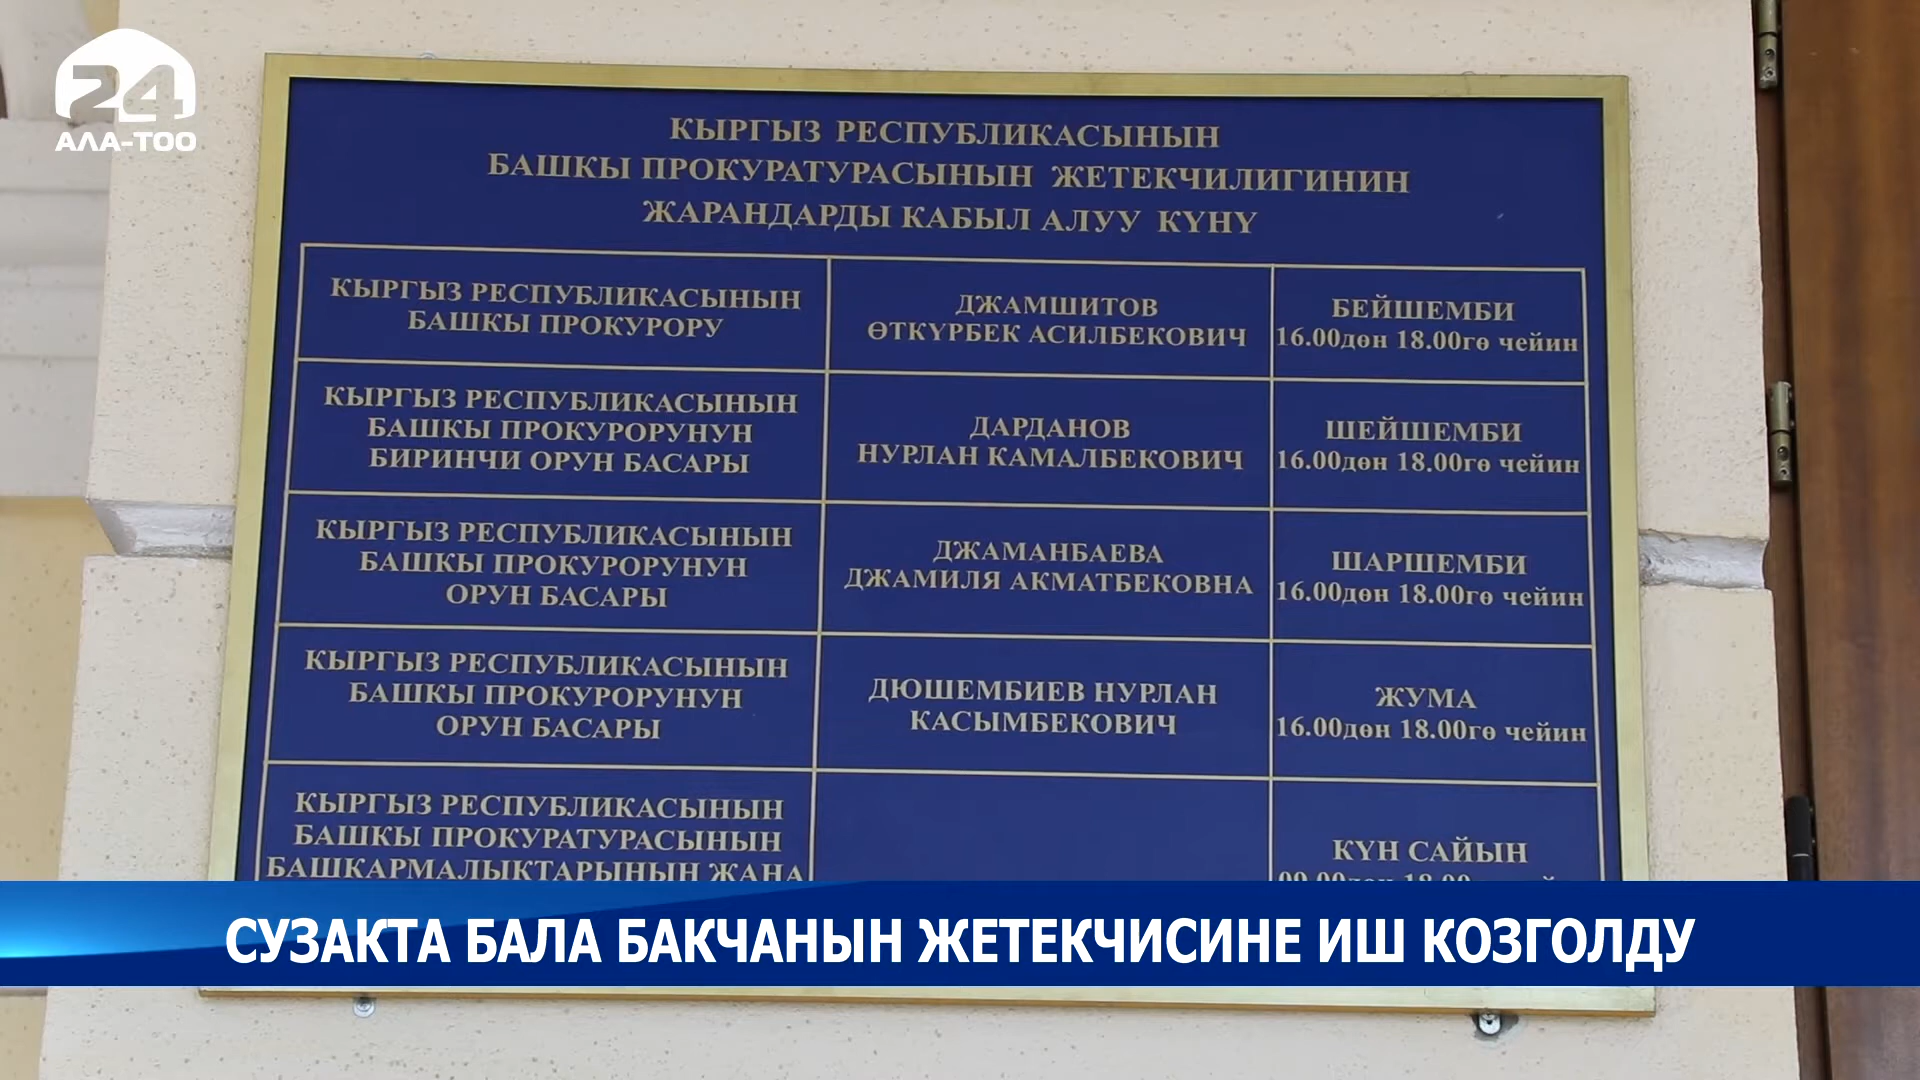 24
АЛА-ТОО
КЫРГЫЗ РЕСПУБЛИКАСЫНЫН
БАШКЫ ПРОКУРАТУРАСЫНЫН ЖЕТЕКЧИЛИГИНИН
ЖАРАНДАРДЫ КАБЫЛ АЛУУ КҮНҮ
КЫРГЫЗ РЕСПУБЛИКАСЫНЫН
БАШКЫ ПРОКУРОРУ
ДЖАМШИТОВ
ӨТКҮРБЕК АСИЛБЕКОВИЧ
БЕЙШЕМБИ
16.00дөн 18.00гө чейин
КЫРГЫЗ РЕСПУБЛИКАСЫНЫН
БАШКЫ ПРОКУРОРУНУН
БИРИНЧИ ОРУН БАСАРЫ
ДАРДАНОВ
НУРЛАН КАМАЛБЕКОВИЧ
ШЕЙШЕМБИ
16.00дөн 18.00гө чейин
КЫРГЫЗ РЕСПУБЛИКАСЫНЫН
БАШКЫ ПРОКУРОРУНУН
ОРУН БАСАРЫ
ДЖАМАНБАЕВА
ДЖАМИЛЯ АКМАТБЕКОВНА
ШАРШЕМБИ
16.00дөн 18.00гө чейин
КЫРГЫЗ РЕСПУБЛИКАСЫНЫН
БАШКЫ ПРОКУРОРУНУН
ОРУН БАСАРЫ
ДЮШЕМБИЕВ НУРЛАН
КАСЫМБЕКОВИЧ
ЖУМА
16.00дөн 18.00гө чейин
КЫРГЫЗ РЕСПУБЛИКАСЫНЫН
БАШКЫ ПРОКУРАТУРАСЫНЫН
БАШКАРМАЛЫКТАРЫНЫН ЖАНА
КҮН САЙЫН
СУЗАКТА БАЛА БАКЧАНЫН ЖЕТЕКЧИСИНЕ ИШ КОЗГОЛДУ